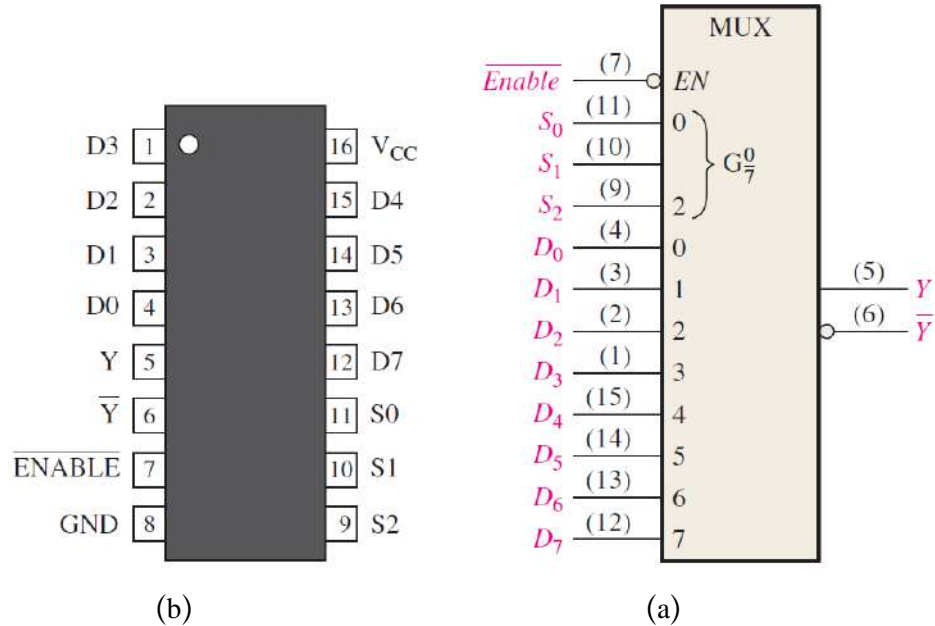 D3 1 16 VCC
D2 2 15 D4
D1 3 14 D5
D0 4 13 D6
Y 5 12 D7
Y̅ 6 11 S0
E̅N̅A̅B̅L̅E̅ 7 10 S1
GND 8 9 S2
(b)
MUX
E̅n̅a̅b̅l̅e̅ (7) EN
S0 (11) 0
S1 (10) G 0/7
S2 (9) 2
D0 (4) 0
D1 (3) 1 (5) Y
D2 (2) 2 (6) Y̅
D3 (1) 3
D4 (15) 4
D5 (14) 5
D6 (13) 6
D7 (12) 7
(a)